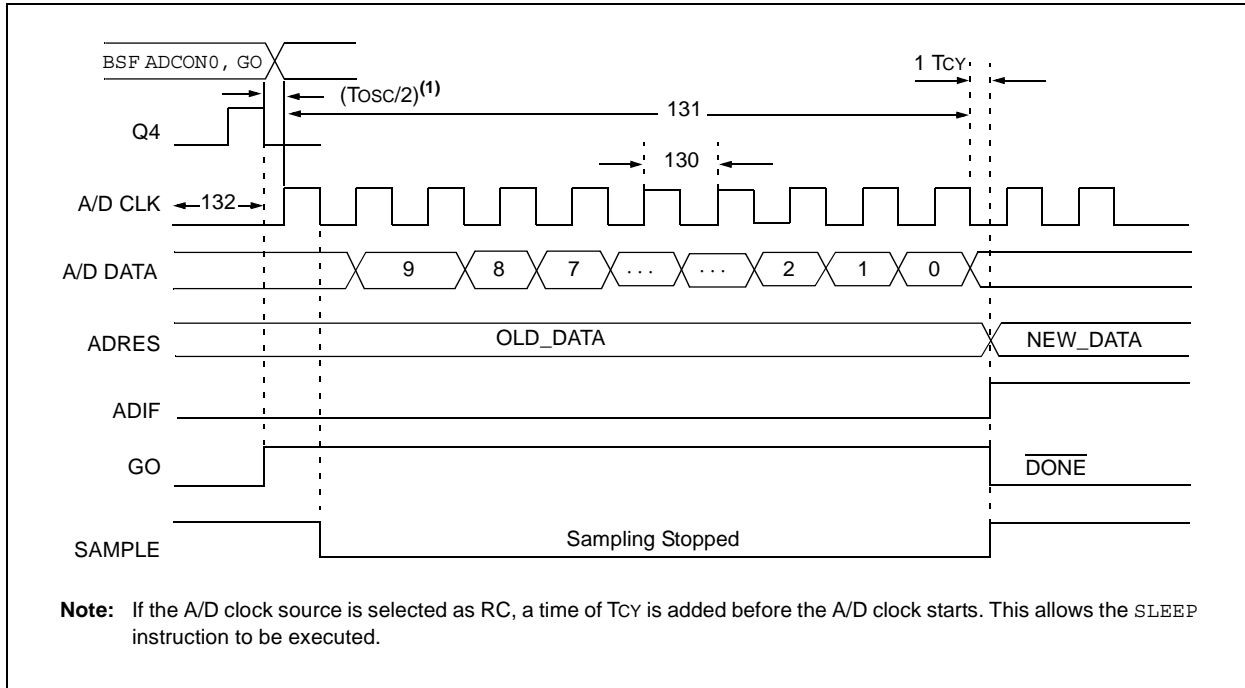 BSF ADCON0, GO
1 TCY
(TOSC/2)(1)
131
Q4
130
A/D CLK
132
A/D DATA
9 8 7 . . . . . . 2 1 0
ADRES
OLD_DATA
NEW_DATA
ADIF
GO
DONE
SAMPLE
Sampling Stopped
Note: If the A/D clock source is selected as RC, a time of TCY is added before the A/D clock starts. This allows the SLEEP
instruction to be executed.